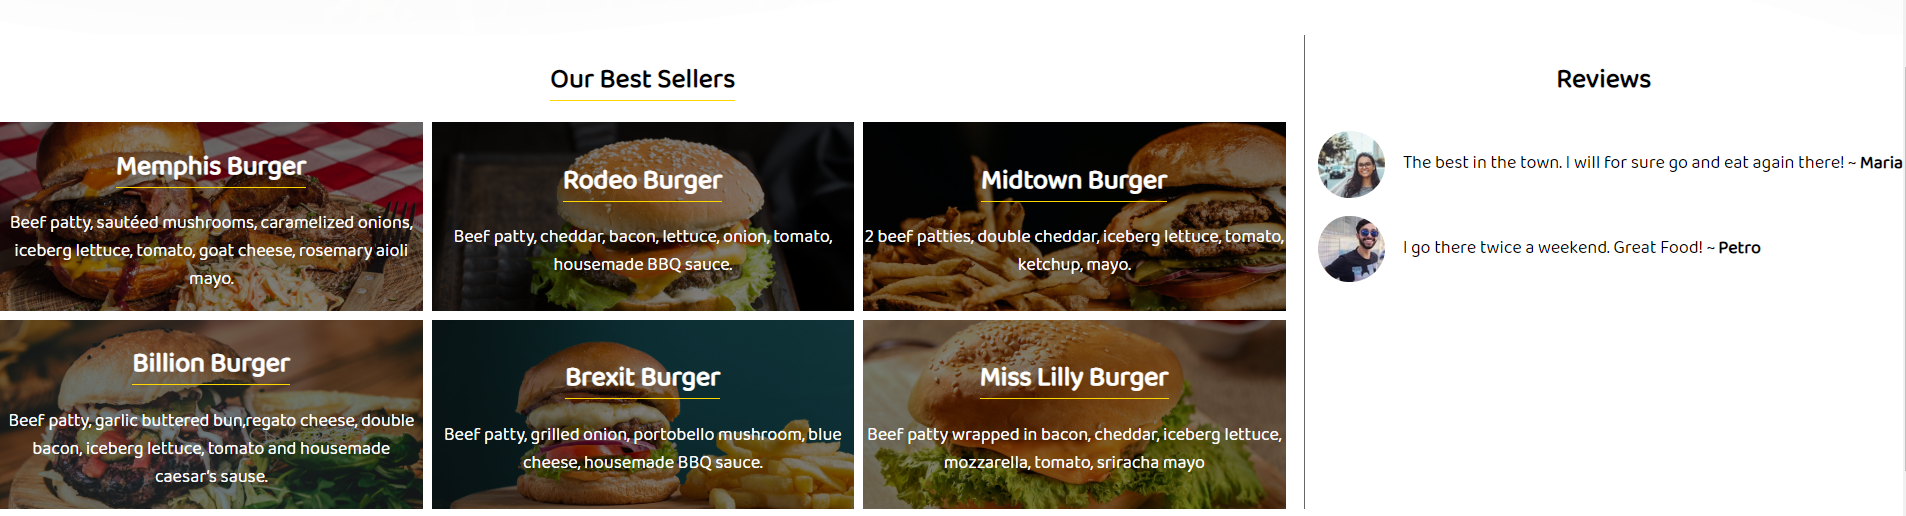 Our Best Sellers
Memphis Burger
Beef patty, sautéed mushrooms, caramelized onions,
iceberg lettuce, tomato, goat cheese, rosemary aioli
mayo.
Rodeo Burger
Beef patty, cheddar, bacon, lettuce, onion, tomato,
housemade BBQ sauce.
Midtown Burger
2 beef patties, double cheddar, iceberg lettuce, tomato,
ketchup, mayo.
Billion Burger
Beef patty, garlic buttered bun,regato cheese, double
bacon, iceberg lettuce, tomato and housemade
caesar's sause.
Brexit Burger
Beef patty, grilled onion, portobello mushroom, blue
cheese, housemade BBQ sauce.
Miss Lilly Burger
Beef patty wrapped in bacon, cheddar, iceberg lettuce,
mozzarella, tomato, sriracha mayo
Reviews
The best in the town. I will for sure go and eat again there! ~ Maria
I go there twice a weekend. Great Food! ~ Petro